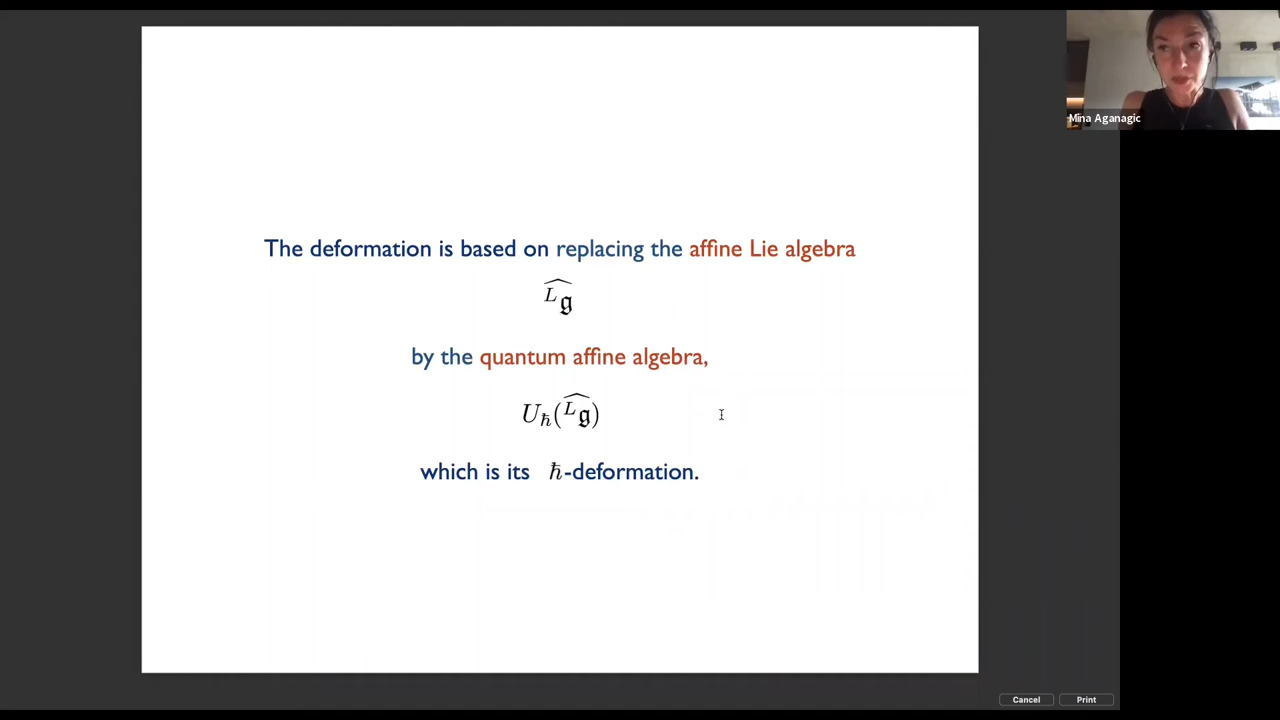 Mina Aganagic
The deformation is based on replacing the affine Lie algebra
$\widehat{^L\mathfrak{g}}$
by the quantum affine algebra,
$U_\hbar(\widehat{^L\mathfrak{g}})$
which is its ℏ-deformation.
Cancel Print